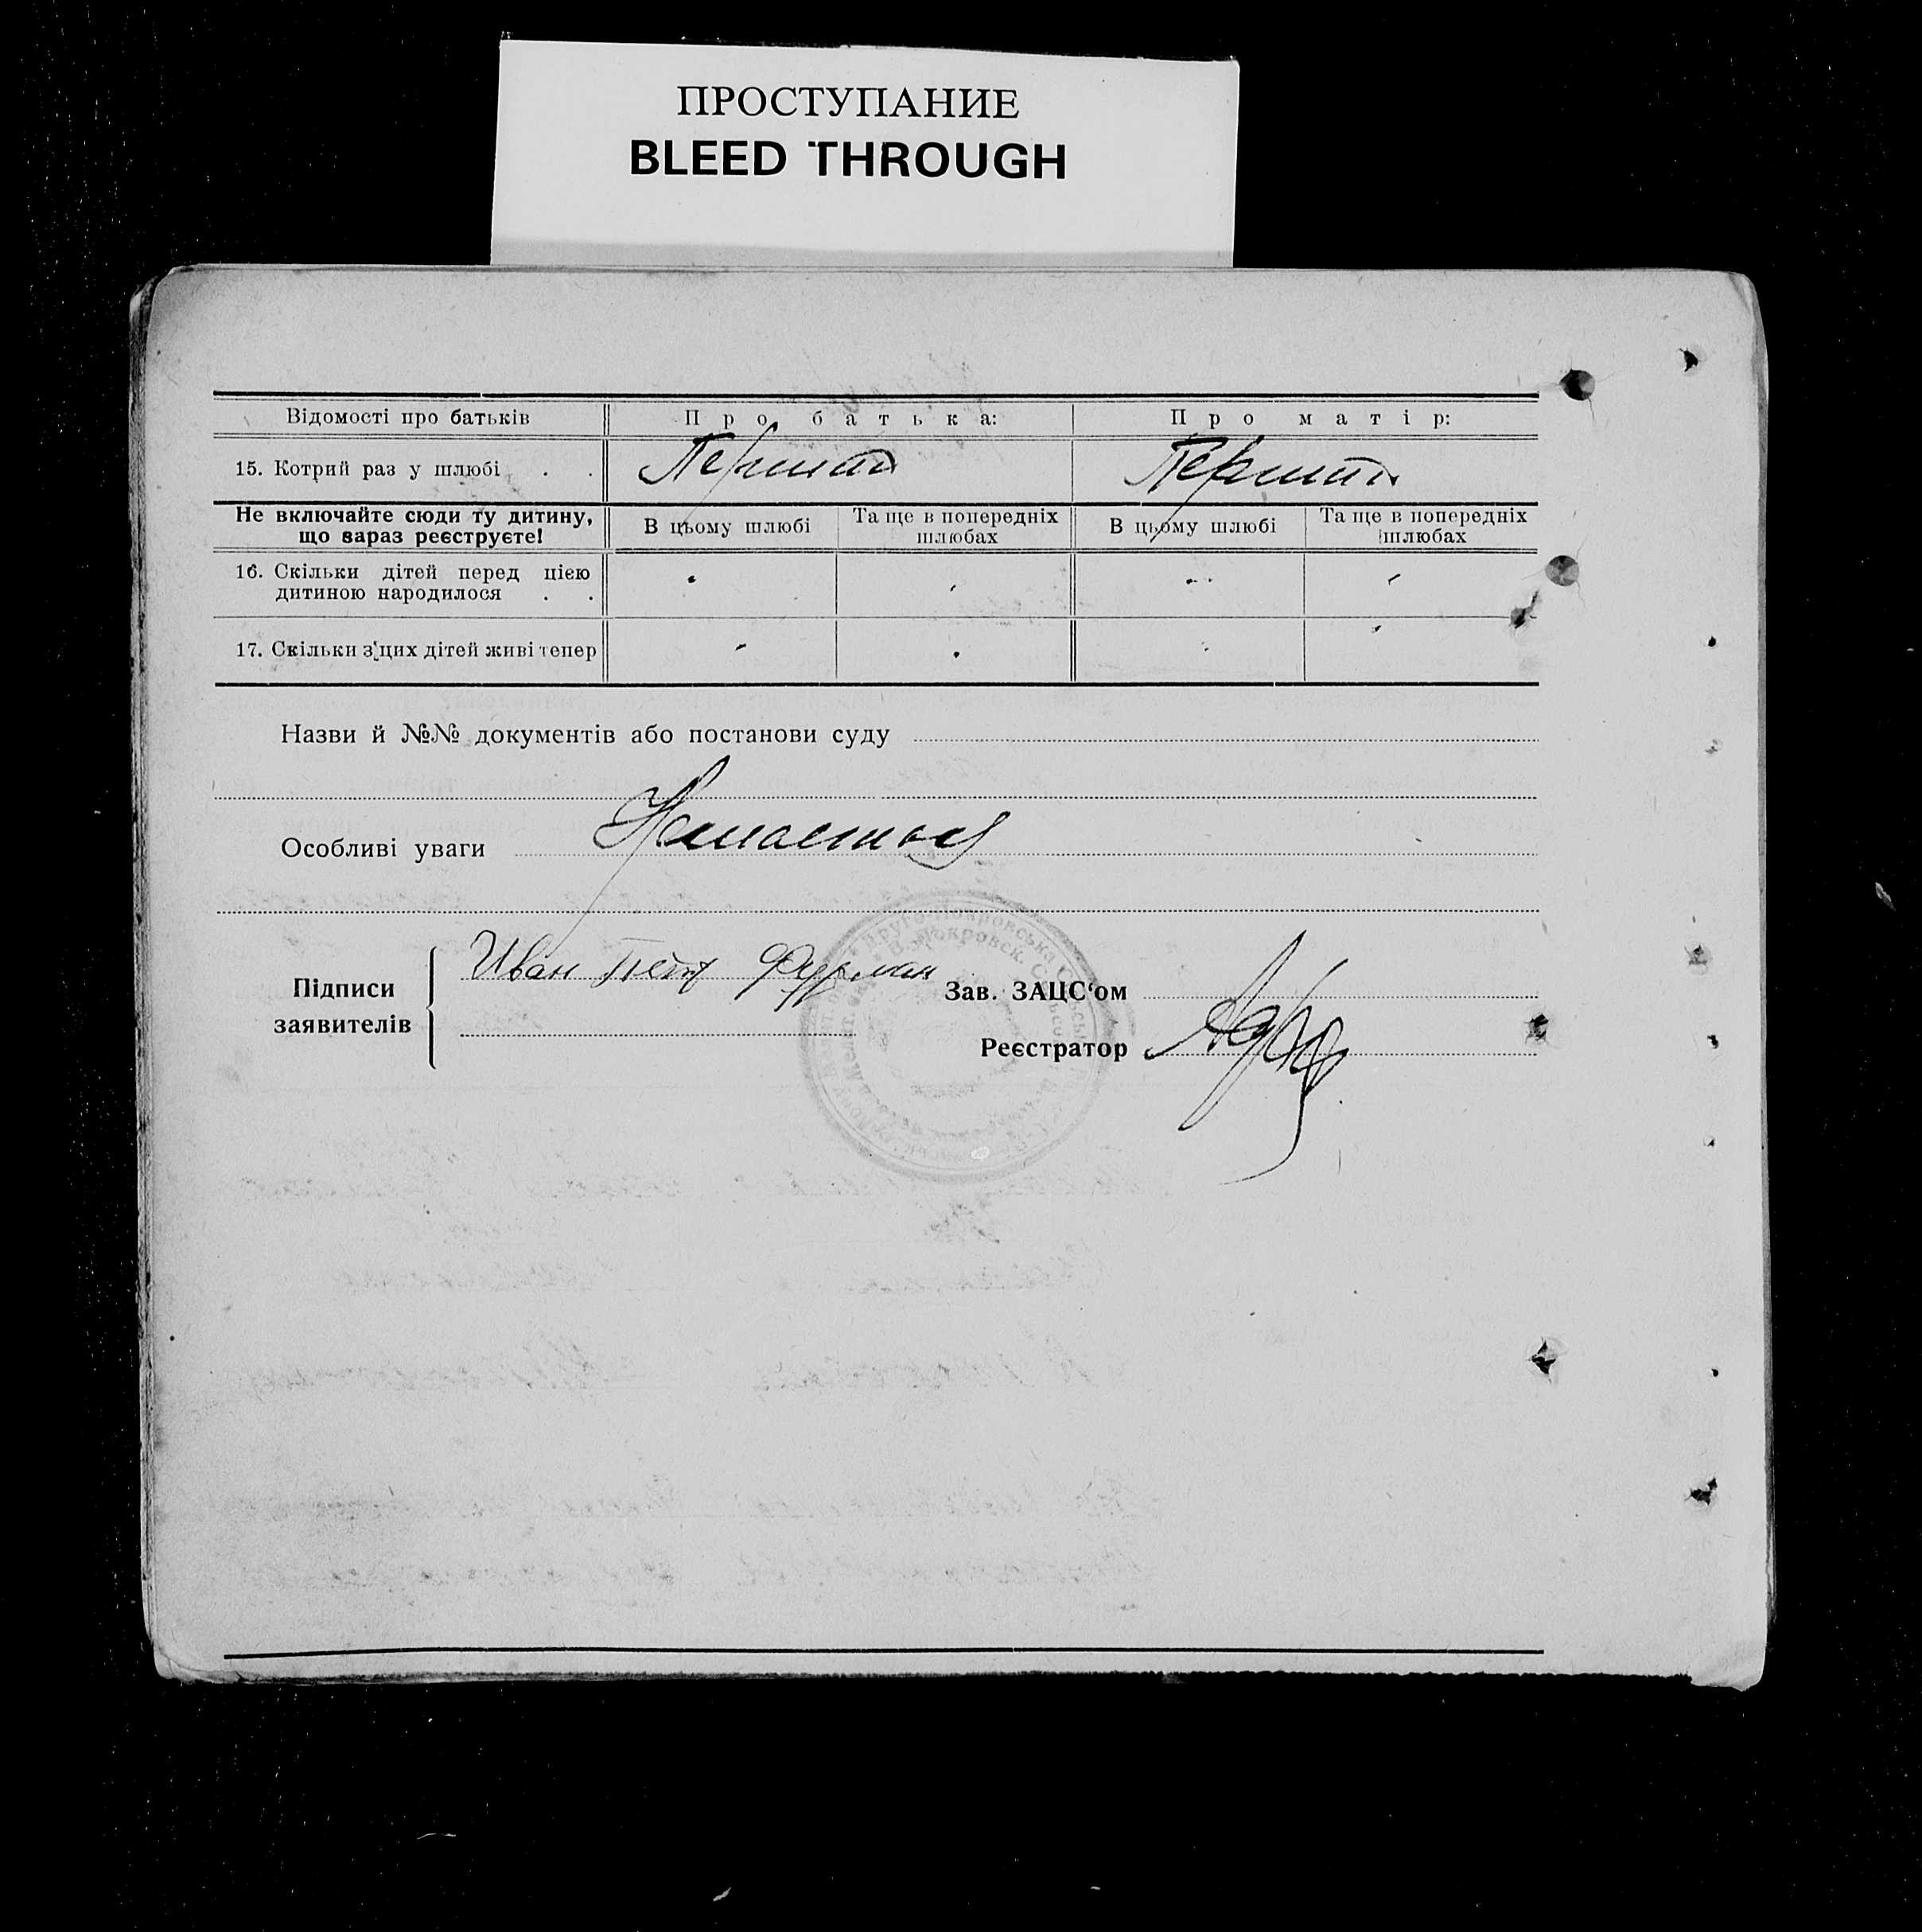 ПРОСТУПАНИЕ
BLEED THROUGH
Відомості про батьків Про батька: Про матір:
15. Котрий раз у шлюбі . . Перший Перший
Не включайте сюди ту дитину, що зараз реєструєте! В цьому шлюбі Та ще в попередніх шлюбах В цьому шлюбі Та ще в попередніх шлюбах
16. Скільки дітей перед цією
дитиною народилося . .
17. Скільки з цих дітей живі тепер
Назви й №№ документів або постанови суду
Особливі уваги
Підписи
заявителів
Иван Фурман
Зав. ЗАЦС‘ом
Реєстратор